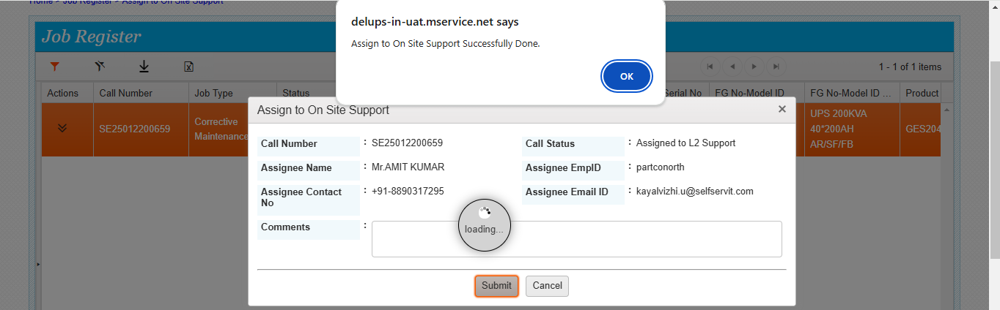 Home > Job Register > Assign to On Site Support
delups-in-uat.mservice.net says
Assign to On Site Support Successfully Done.
OK
Job Register
1 - 1 of 1 items
Actions Call Number Job Type Status Serial No FG No-Model ID FG No-Model ID ... Product
SE25012200659
Corrective
Maintenance
UPS 200KVA
40*200AH
AR/SF/FB
GES204
Assign to On Site Support
Call Number : SE25012200659 Call Status : Assigned to L2 Support
Assignee Name : Mr.AMIT KUMAR Assignee EmpID : partconorth
Assignee Contact No : +91-8890317295 Assignee Email ID : kayalvizhi.u@selfservit.com
Comments :
loading...
Submit Cancel